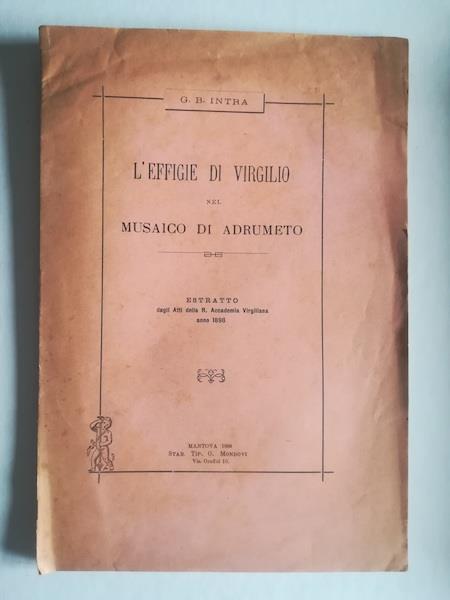 G. B. INTRA
L'EFFIGIE DI VIRGILIO
NEL
MUSAICO DI ADRUMETO
ESTRATTO
dagli Atti della R. Accademia Virgiliana
anno 1898
MANTOVA 1898
STAB. TIP. G. MONDOVI
Via Orefici 10.